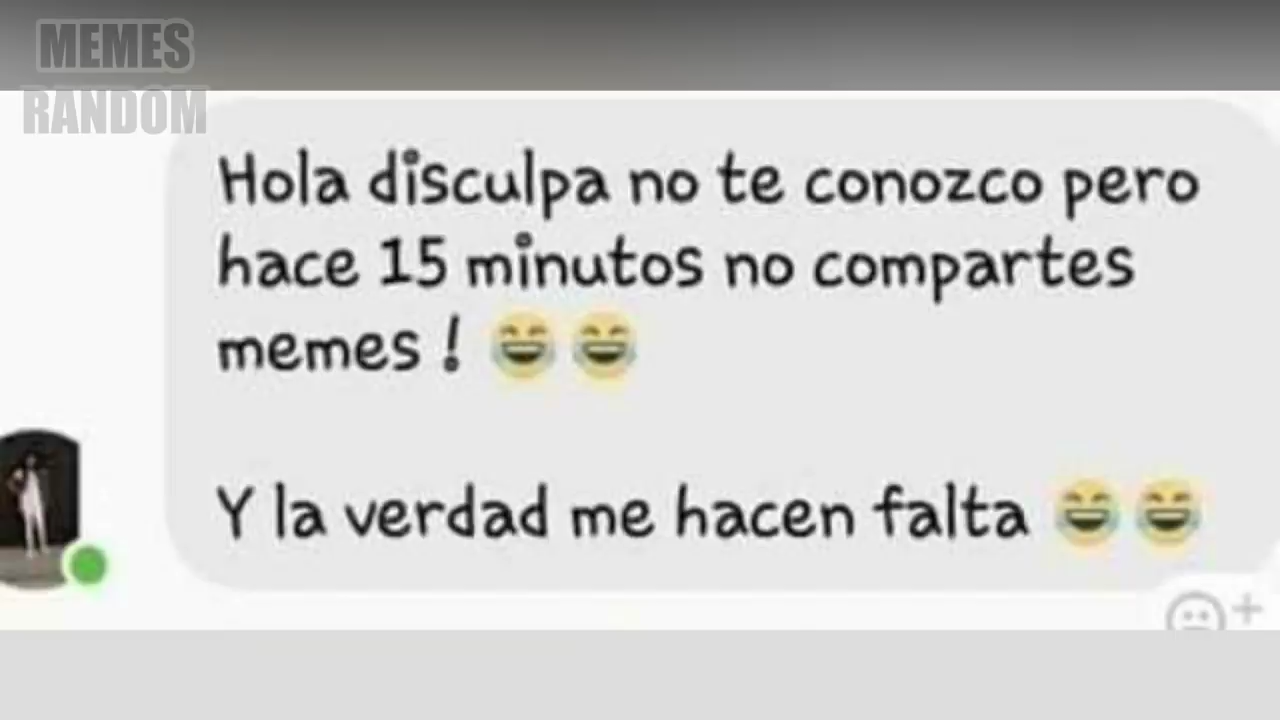 MEMES
RANDOM
Hola disculpa no te conozco pero
hace 15 minutos no compartes
memes ! 😂😂
Y la verdad me hacen falta 😂😂